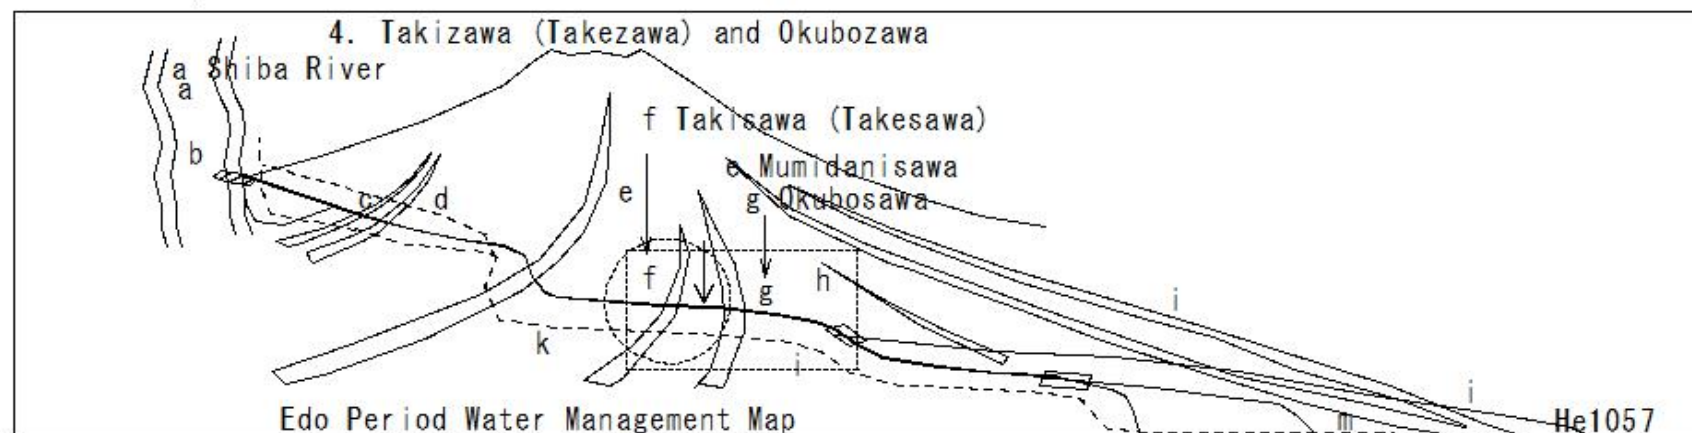 4. Takizawa (Takezawa) and Okubozawa
a Shiba River
a
f Takisawa (Takesawa)
b
e Mumidanisawa
c d e g Okubosawa
f g h i
k i
i
Edo Period Water Management Map m He1057